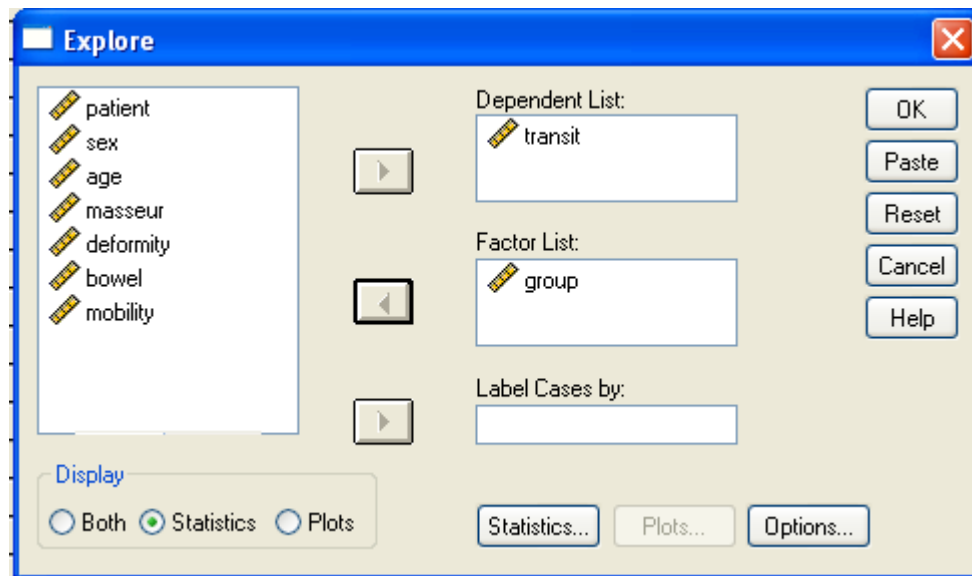 Explore
patient
sex
age
masseur
deformity
bowel
mobility
Dependent List:
transit
Factor List:
group
Label Cases by:
OK
Paste
Reset
Cancel
Help
Display
Both
Statistics
Plots
Statistics...
Plots...
Options...